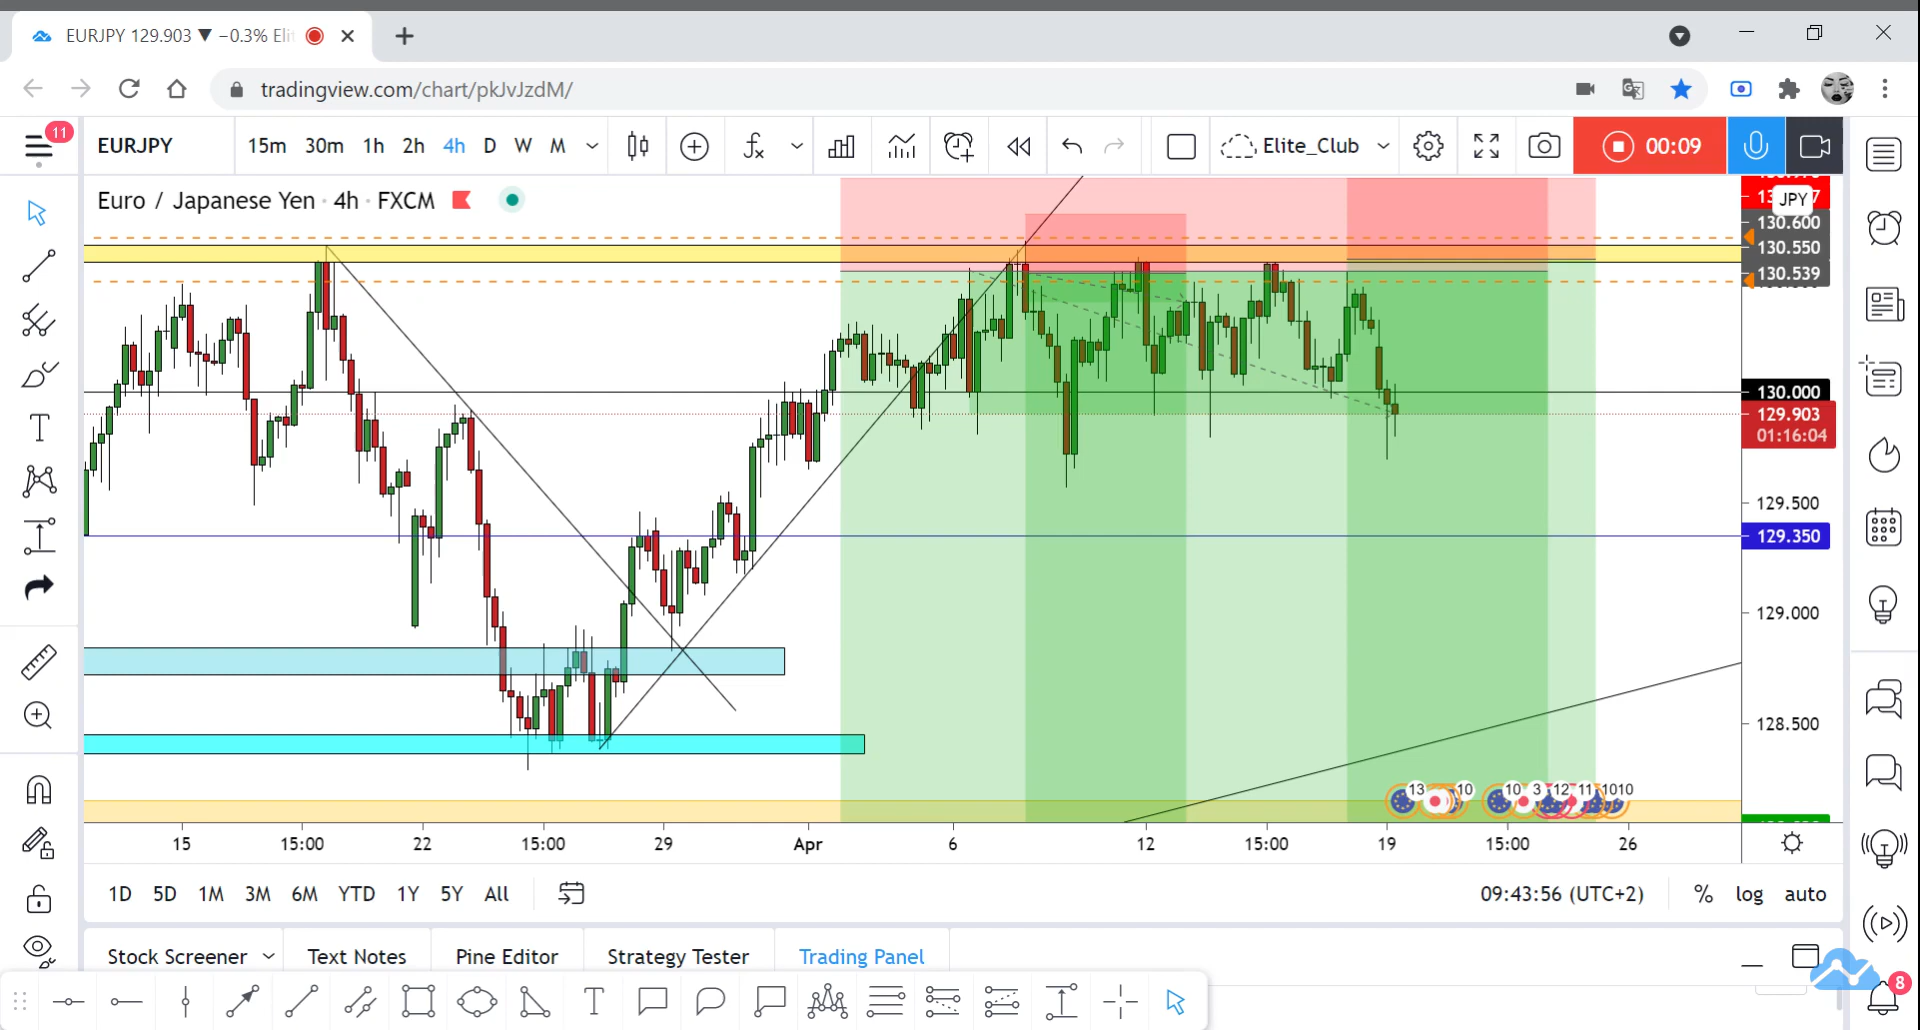 EURJPY 129.903 ▼ −0.3% Elit
tradingview.com/chart/pkJvJzdM/
11
EURJPY 15m 30m 1h 2h 4h D W M Elite_Club 00:09
Euro / Japanese Yen · 4h · FXCM
JPY
130.600
130.550
130.539
130.000
129.903
01:16:04
129.500
129.350
129.000
128.500
13 10 10 3 12 11 1010
15 15:00 22 15:00 29 Apr 6 12 15:00 19 15:00 26
1D 5D 1M 3M 6M YTD 1Y 5Y All 09:43:56 (UTC+2) % log auto
Stock Screener Text Notes Pine Editor Strategy Tester Trading Panel
8